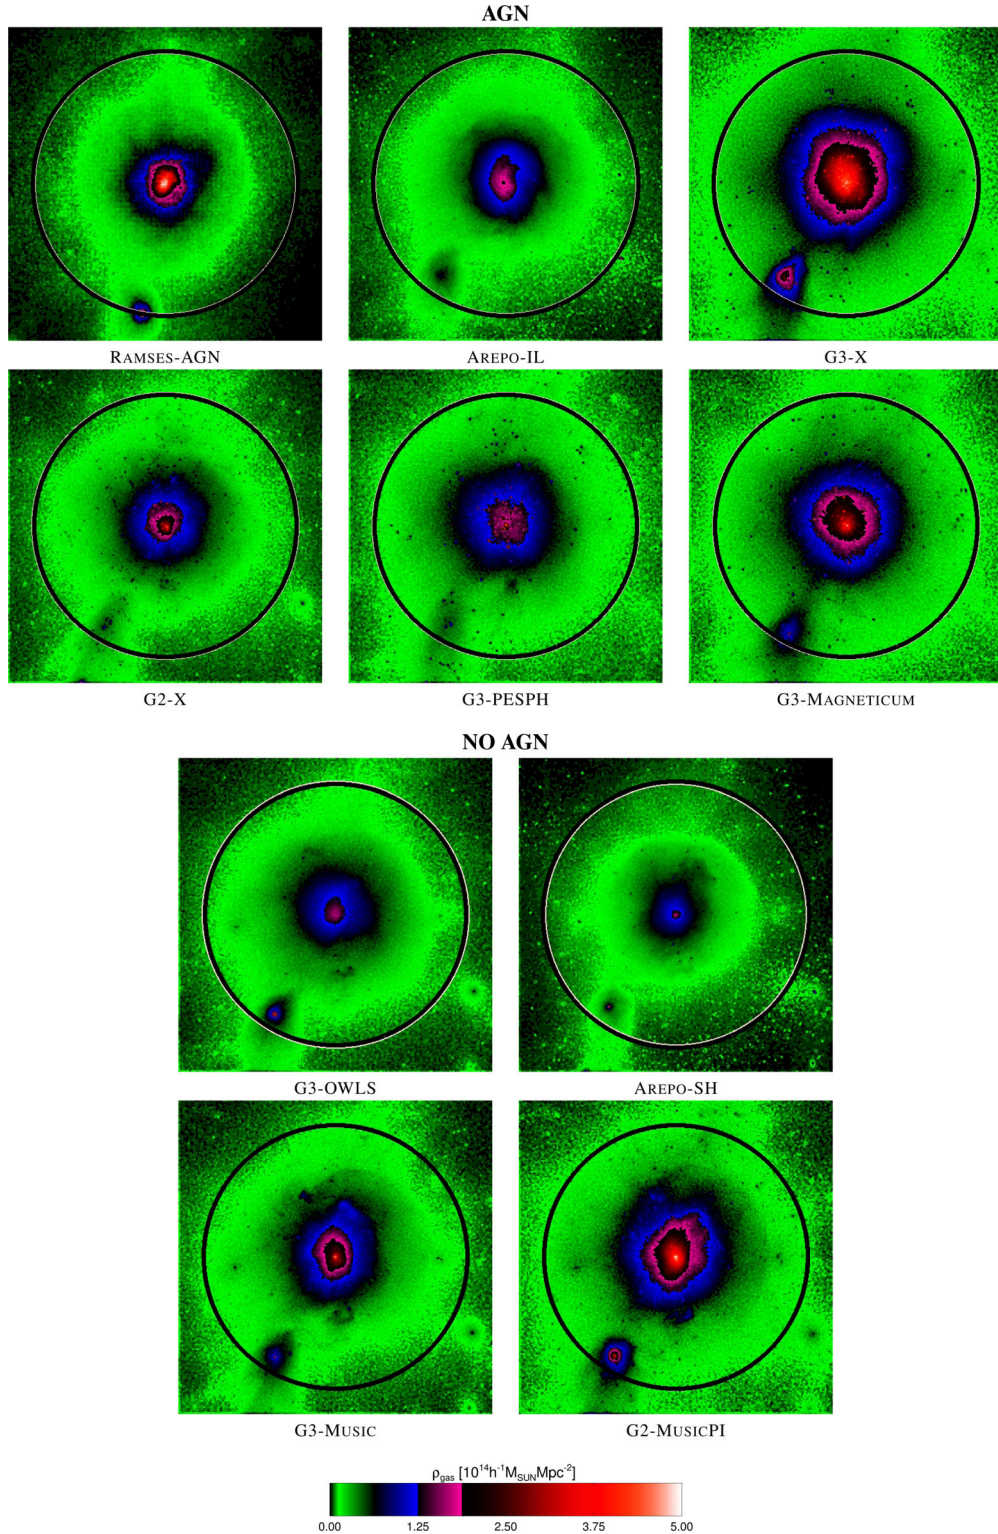 AGN
RAMSES-AGN AREPO-IL G3-X
G2-X G3-PESPH G3-MAGNETICUM
NO AGN
G3-OWLS AREPO-SH
G3-MUSIC G2-MUSICPI
ρgas [10¹⁴h⁻¹MSUNMpc⁻²]
0.00 1.25 2.50 3.75 5.00